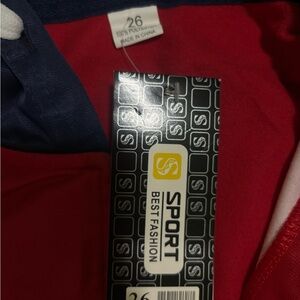 26
100% POLYESTER
MADE IN CHINA
S
SPORT
BEST FASHION
26